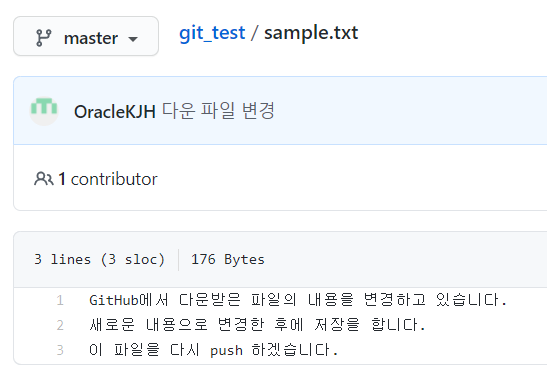 master git_test / sample.txt
OracleKJH 다운 파일 변경
1 contributor
3 lines (3 sloc) 176 Bytes
1 GitHub에서 다운받은 파일의 내용을 변경하고 있습니다.
2 새로운 내용으로 변경한 후에 저장을 합니다.
3 이 파일을 다시 push 하겠습니다.